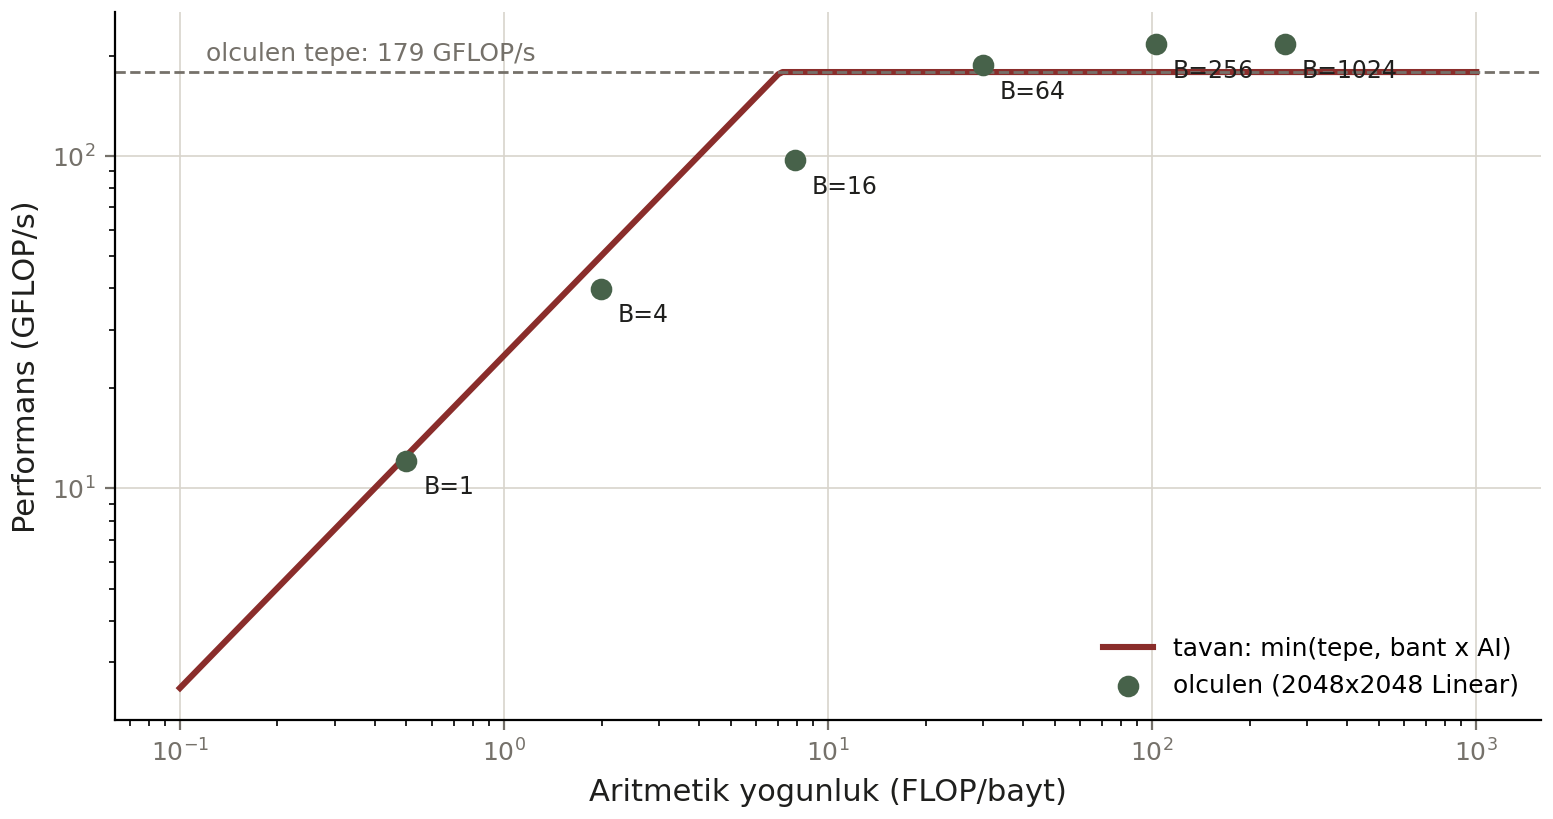 olculen tepe: 179 GFLOP/s
B=256
B=1024
B=64
10²
B=16
B=4
10¹
B=1
Performans (GFLOP/s)
tavan: min(tepe, bant x AI)
olculen (2048x2048 Linear)
10⁻¹ 10⁰ 10¹ 10² 10³
Aritmetik yogunluk (FLOP/bayt)